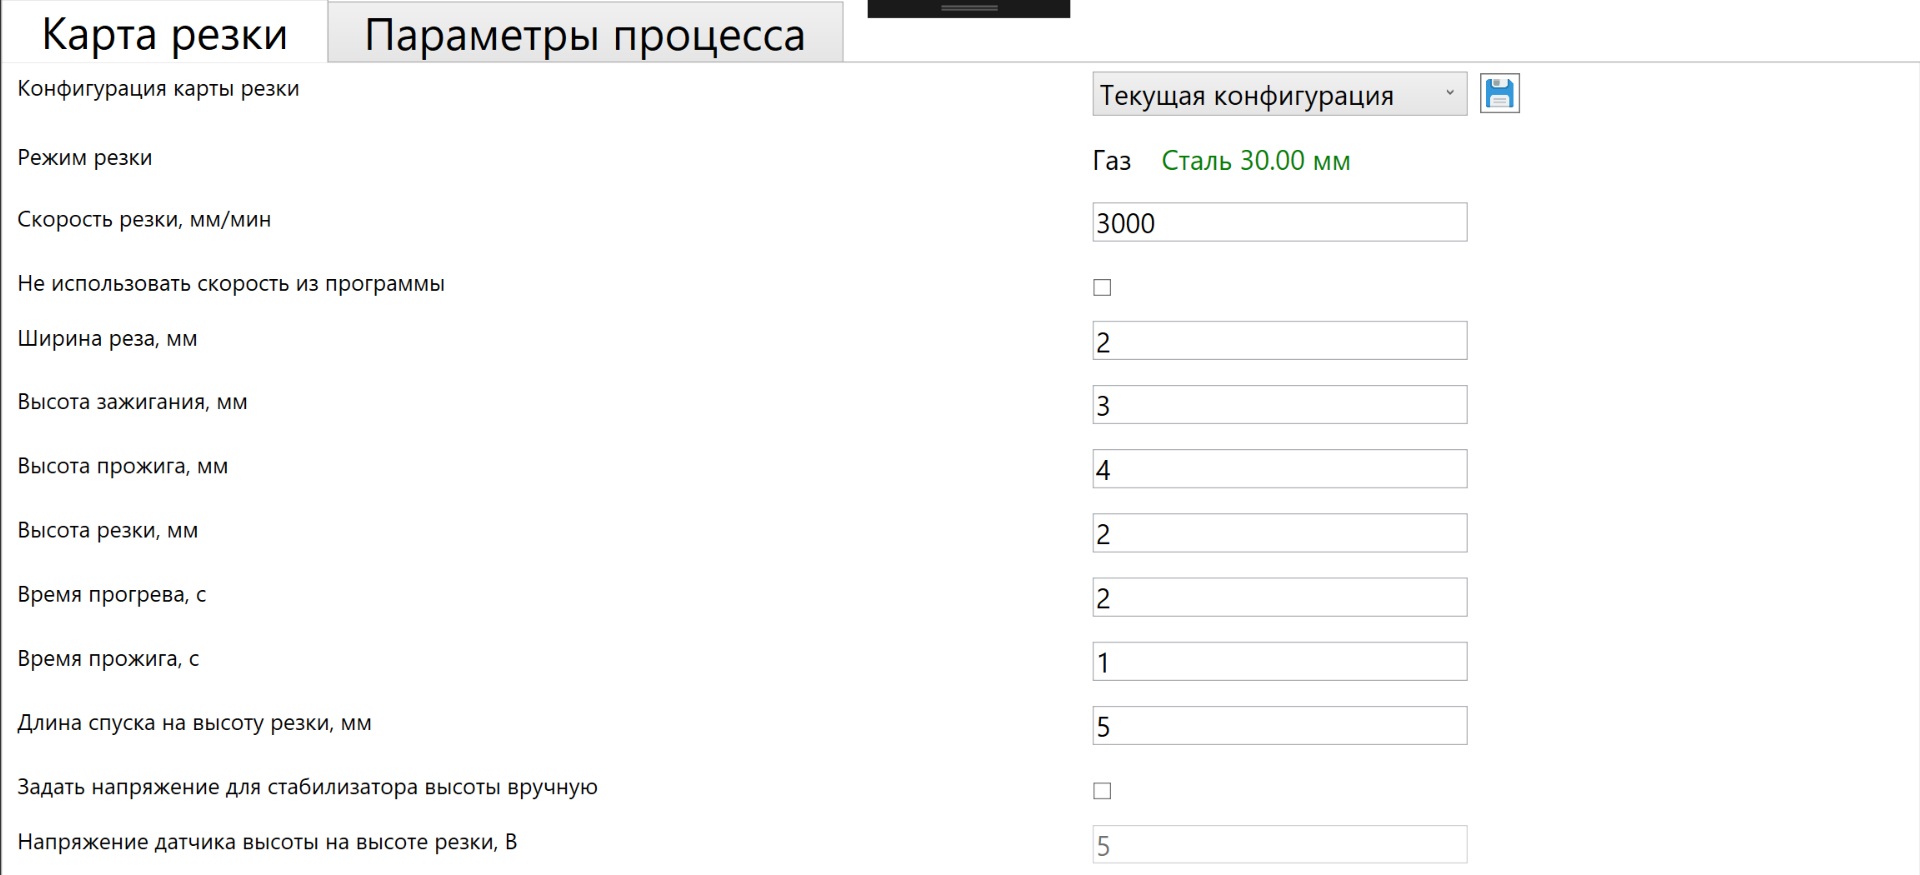 Карта резки Параметры процесса
Конфигурация карты резки Текущая конфигурация
Режим резки Газ Сталь 30.00 мм
Скорость резки, мм/мин 3000
Не использовать скорость из программы
Ширина реза, мм 2
Высота зажигания, мм 3
Высота прожига, мм 4
Высота резки, мм 2
Время прогрева, с 2
Время прожига, с 1
Длина спуска на высоту резки, мм 5
Задать напряжение для стабилизатора высоты вручную
Напряжение датчика высоты на высоте резки, В 5